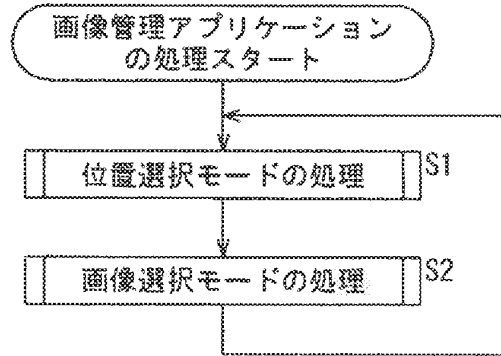 画像管理アプリケーション
の処理スタート
位置選択モードの処理
S1
画像選択モードの処理
S2